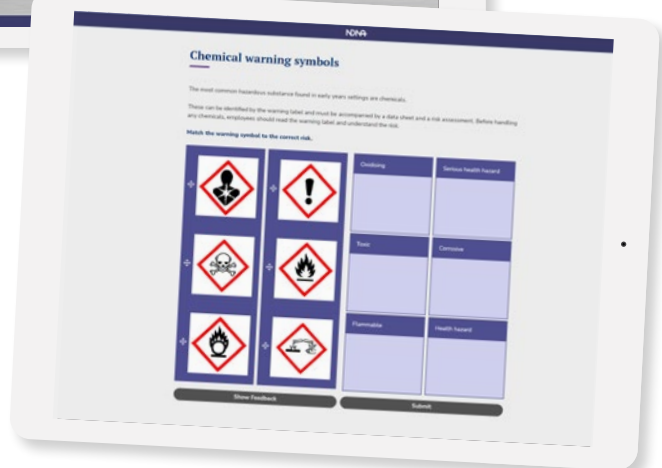 NDNA
Chemical warning symbols
The most common hazardous substance found in early years settings are chemicals.
These can be identified by the warning label and must be accompanied by a data sheet and a risk assessment. Before handling
any chemicals, employees should read the warning label and understand the risk.
Match the warning symbol to the correct risk.
Oxidising
Serious health hazard
Toxic
Corrosive
Flammable
Health hazard
Show Feedback
Submit